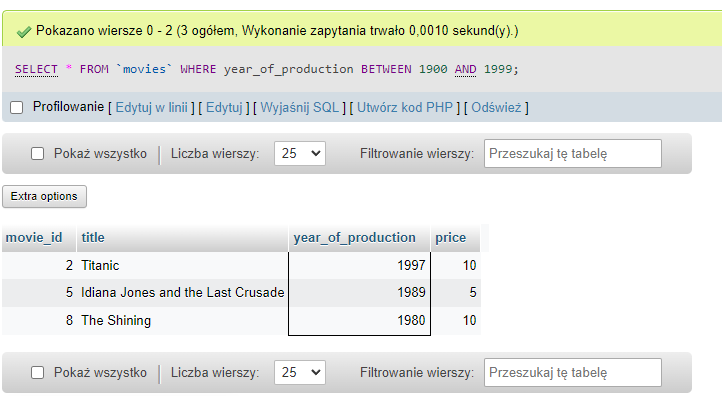 Pokazano wiersze 0 - 2 (3 ogółem, Wykonanie zapytania trwało 0,0010 sekund(y).)
SELECT * FROM `movies` WHERE year_of_production BETWEEN 1900 AND 1999;
Profilowanie [ Edytuj w linii ] [ Edytuj ] [ Wyjaśnij SQL ] [ Utwórz kod PHP ] [ Odśwież ]
Pokaż wszystko | Liczba wierszy: 25 Filtrowanie wierszy: Przeszukaj tę tabelę
Extra options
movie_id title year_of_production price
2 Titanic 1997 10
5 Idiana Jones and the Last Crusade 1989 5
8 The Shining 1980 10
Pokaż wszystko | Liczba wierszy: 25 Filtrowanie wierszy: Przeszukaj tę tabelę